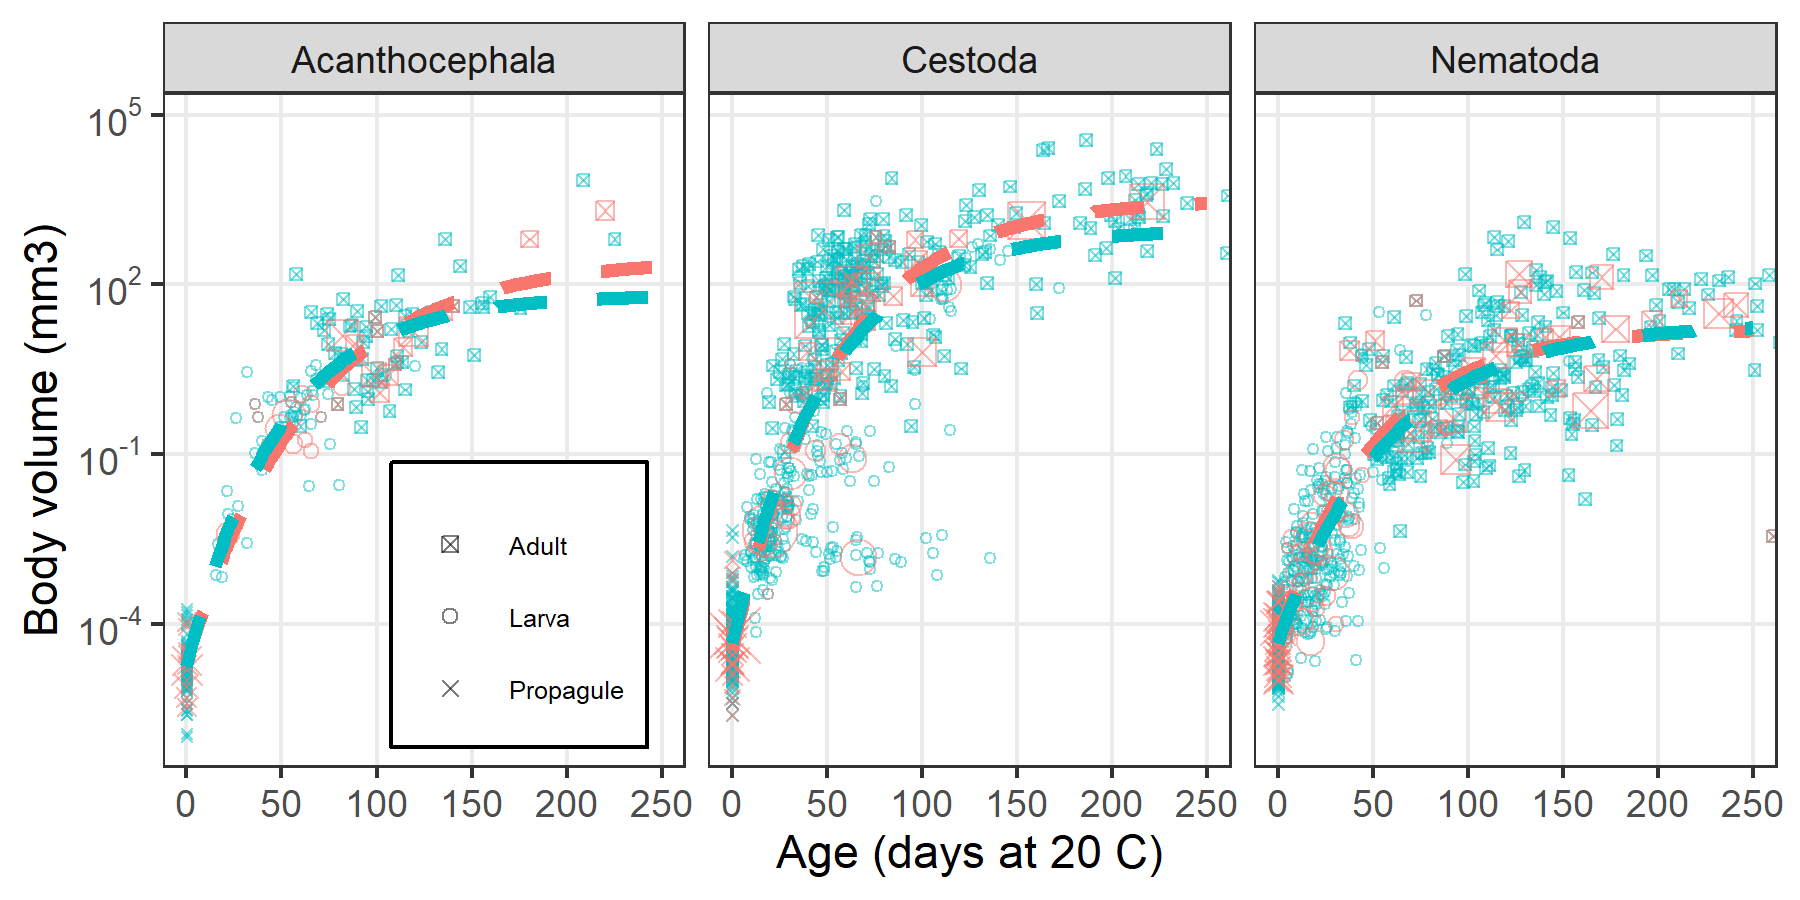 Acanthocephala Cestoda Nematoda
10^5
10^2
10^-1
10^-4
Body volume (mm3)
Adult
Larva
Propagule
0 50 100 150 200 250 0 50 100 150 200 250 0 50 100 150 200 250
Age (days at 20 C)